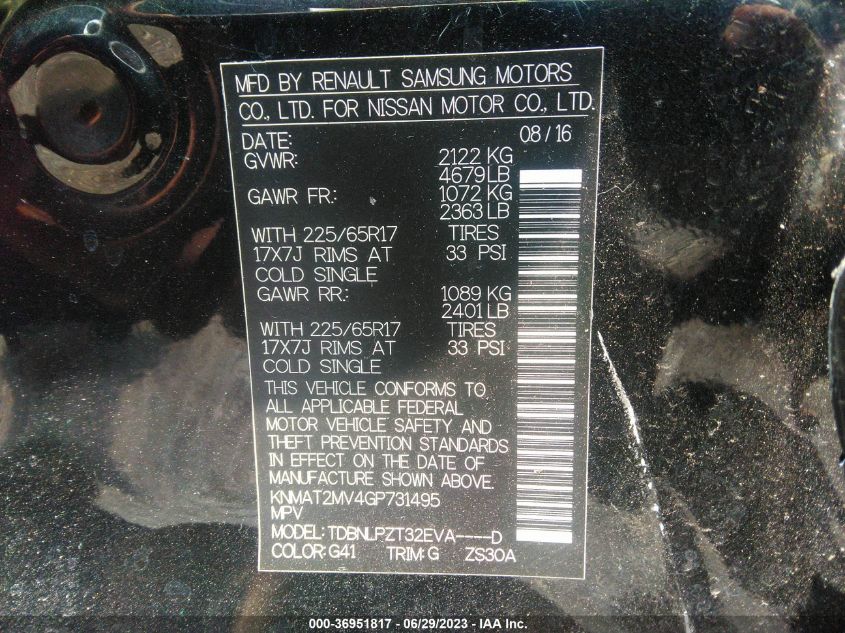 MFD BY RENAULT SAMSUNG MOTORS
CO., LTD. FOR NISSAN MOTOR CO., LTD.
DATE: 08/16
GVWR: 2122 KG
4679 LB
GAWR FR.: 1072 KG
2363 LB
WITH 225/65R17 TIRES
17X7J RIMS AT 33 PSI
COLD SINGLE
GAWR RR.: 1089 KG
2401 LB
WITH 225/65R17 TIRES
17X7J RIMS AT 33 PSI
COLD SINGLE
THIS VEHICLE CONFORMS TO
ALL APPLICABLE FEDERAL
MOTOR VEHICLE SAFETY AND
THEFT PREVENTION STANDARDS
IN EFFECT ON THE DATE OF
MANUFACTURE SHOWN ABOVE.
KNMAT2MV4GP731495
MPV
MODEL: TDBNLPZT32EVA----D
COLOR: G41 TRIM: G ZS30A
000-36951817 - 06/29/2023 - IAA Inc.